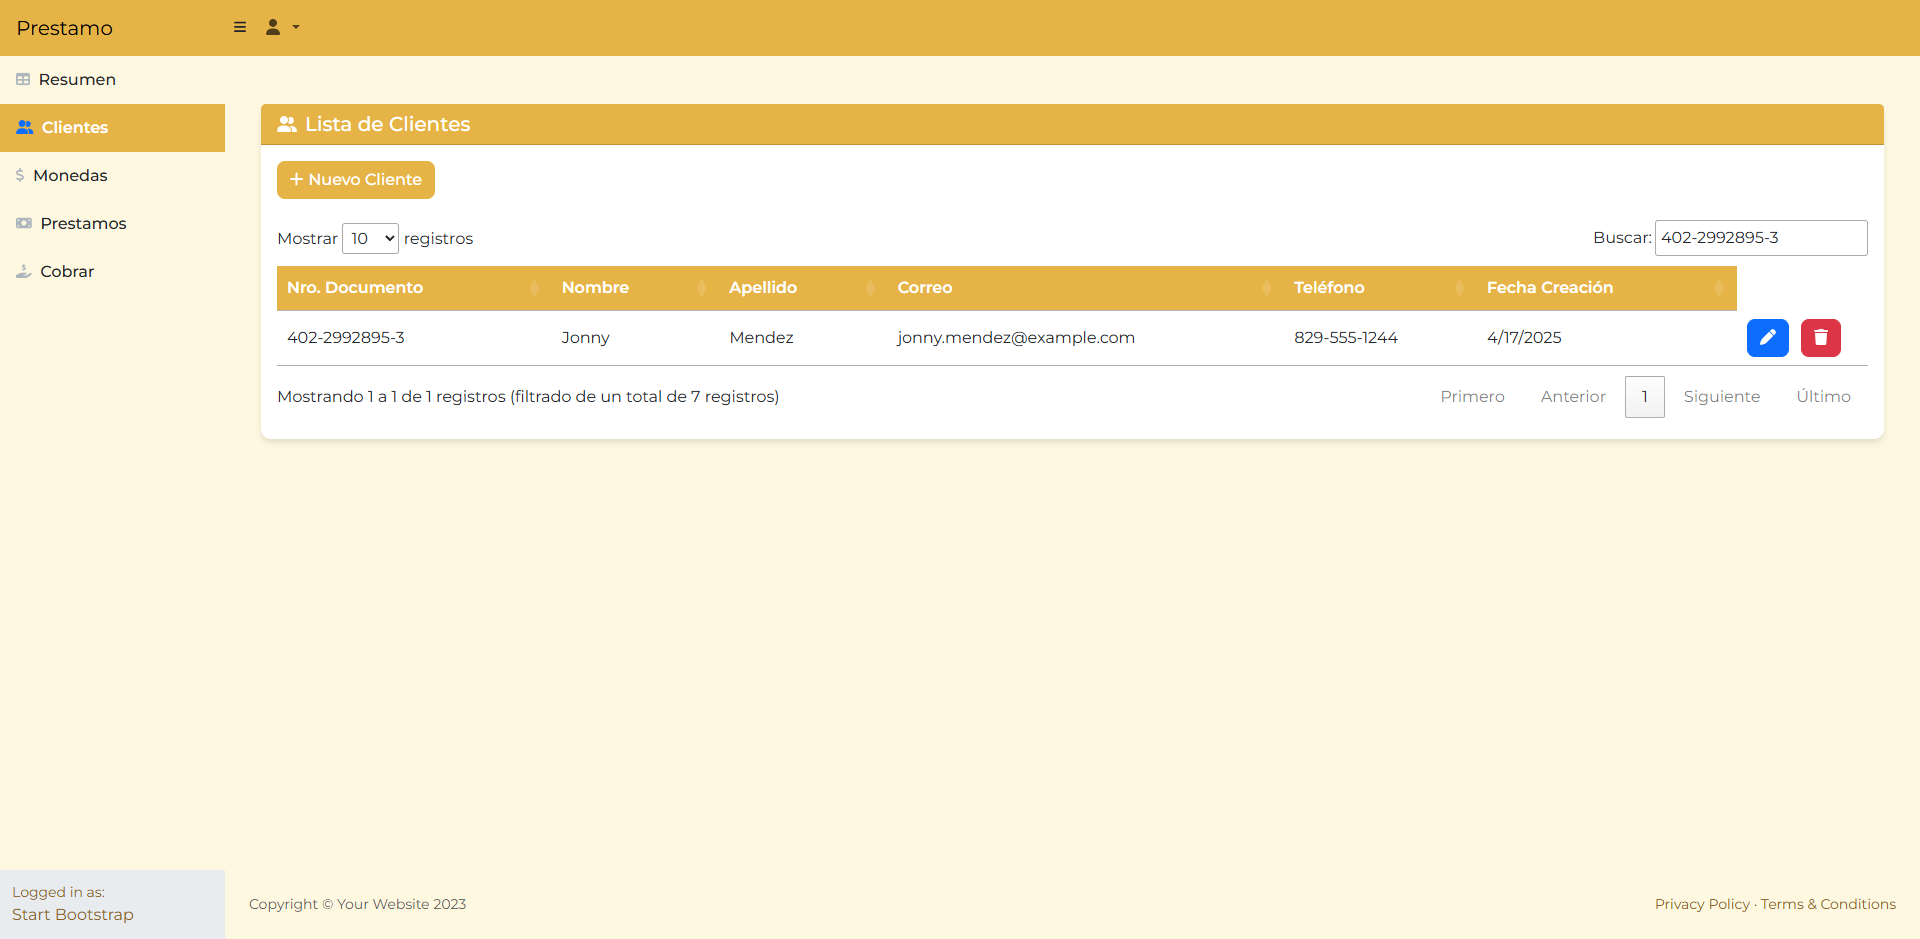 Prestamo
Resumen
Clientes
Monedas
Prestamos
Cobrar
Lista de Clientes
+ Nuevo Cliente
Mostrar 10 registros
Buscar: 402-2992895-3
Nro. Documento Nombre Apellido Correo Teléfono Fecha Creación
402-2992895-3 Jonny Mendez jonny.mendez@example.com 829-555-1244 4/17/2025
Mostrando 1 a 1 de 1 registros (filtrado de un total de 7 registros)
Primero Anterior 1 Siguiente Último
Logged in as:
Start Bootstrap
Copyright © Your Website 2023
Privacy Policy · Terms & Conditions